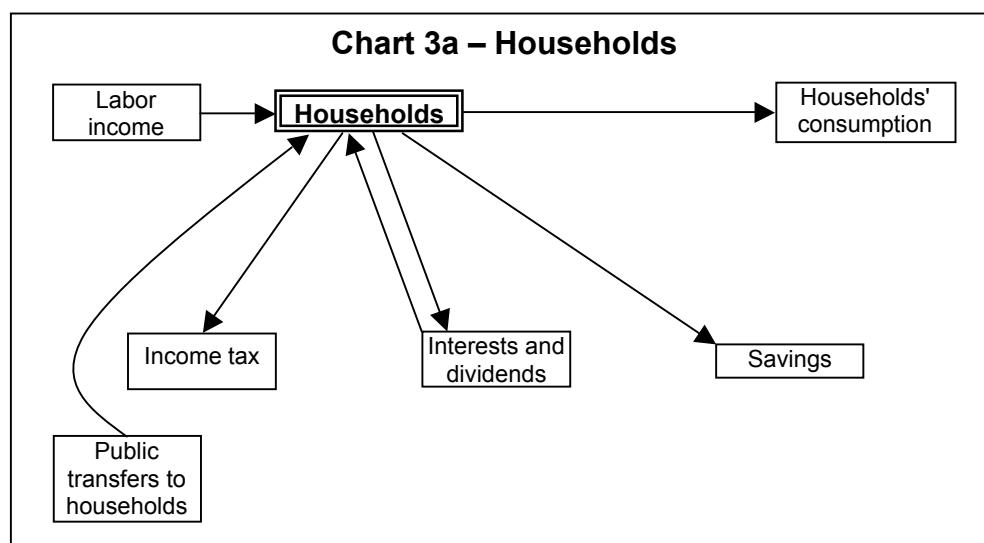 Chart 3a – Households
Labor
income
Households
Households'
consumption
Income tax
Interests and
dividends
Savings
Public
transfers to
households